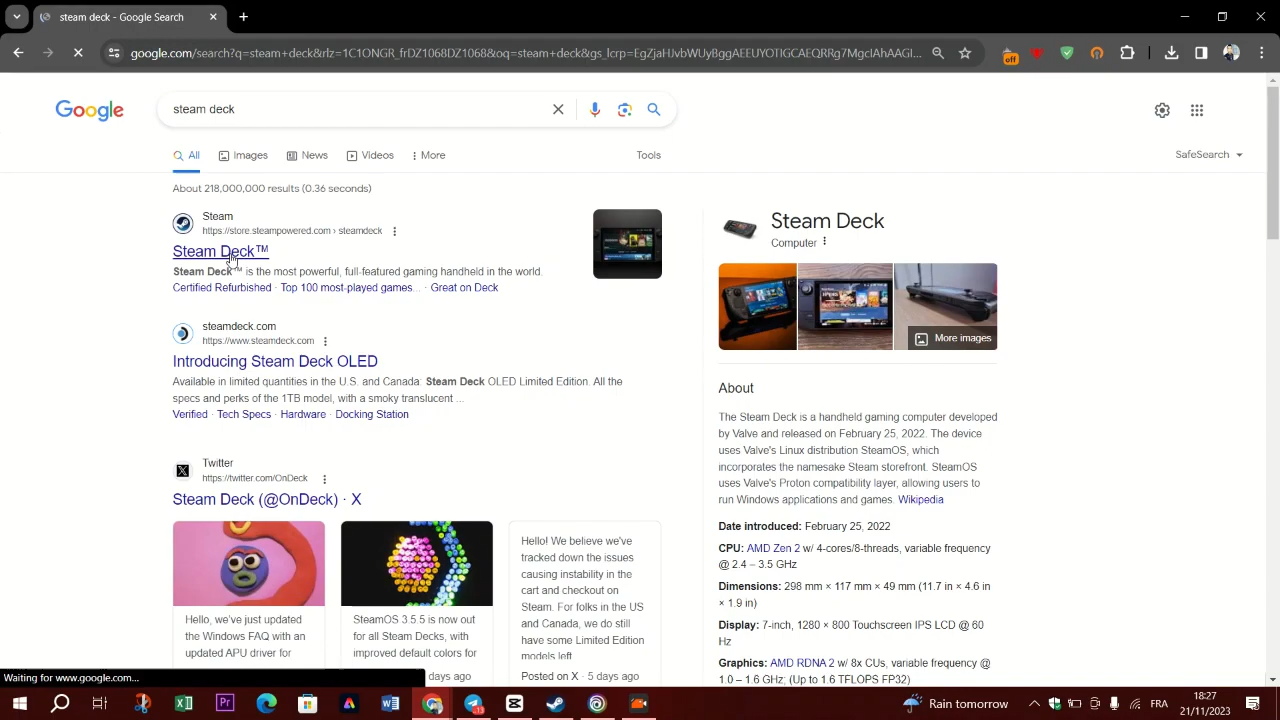 steam deck - Google Search
google.com/search?q=steam+deck&rlz=1C1ONGR_frDZ1068DZ1068&oq=steam+deck&gs_lcrp=EgZjaHJvbWUyBggAEEUYOTIGCAEQRRg7MgcIAhAAGI...
off
Google
steam deck
All
Images
News
Videos
More
Tools
SafeSearch
About 218,000,000 results (0.36 seconds)
Steam
https://store.steampowered.com › steamdeck
Steam Deck™
Steam Deck™ is the most powerful, full-featured gaming handheld in the world.
Certified Refurbished · Top 100 most-played games... · Great on Deck
steamdeck.com
https://www.steamdeck.com
Introducing Steam Deck OLED
Available in limited quantities in the U.S. and Canada: Steam Deck OLED Limited Edition. All the
specs and perks of the 1TB model, with a smoky translucent ...
Verified · Tech Specs · Hardware · Docking Station
Twitter
https://twitter.com/OnDeck
Steam Deck (@OnDeck) · X
Hello, we've just updated
the Windows FAQ with an
updated APU driver for
SteamOS 3.5.5 is now out
for all Steam Decks, with
improved default colors for
days ago
Hello! We believe we've
tracked down the issues
causing instability in the
cart and checkout on
Steam. For folks in the US
and Canada, we do still
have some Limited Edition
models left
Posted on X · 5 days ago
Steam Deck
Computer
More images
About
The Steam Deck is a handheld gaming computer developed
by Valve and released on February 25, 2022. The device
uses Valve's Linux distribution SteamOS, which
incorporates the namesake Steam storefront. SteamOS
uses Valve's Proton compatibility layer, allowing users to
run Windows applications and games. Wikipedia
Date introduced: February 25, 2022
CPU: AMD Zen 2 w/ 4-cores/8-threads, variable frequency
@ 2.4 – 3.5 GHz
Dimensions: 298 mm × 117 mm × 49 mm (11.7 in × 4.6 in
× 1.9 in)
Display: 7-inch, 1280 × 800 Touchscreen IPS LCD @ 60
Hz
Graphics: AMD RDNA 2 w/ 8x CUs, variable frequency @
1.0 – 1.6 GHz; (Up to 1.6 TFLOPS FP32)
Waiting for www.google.com...
Rain tomorrow
FRA
18:27
21/11/2023